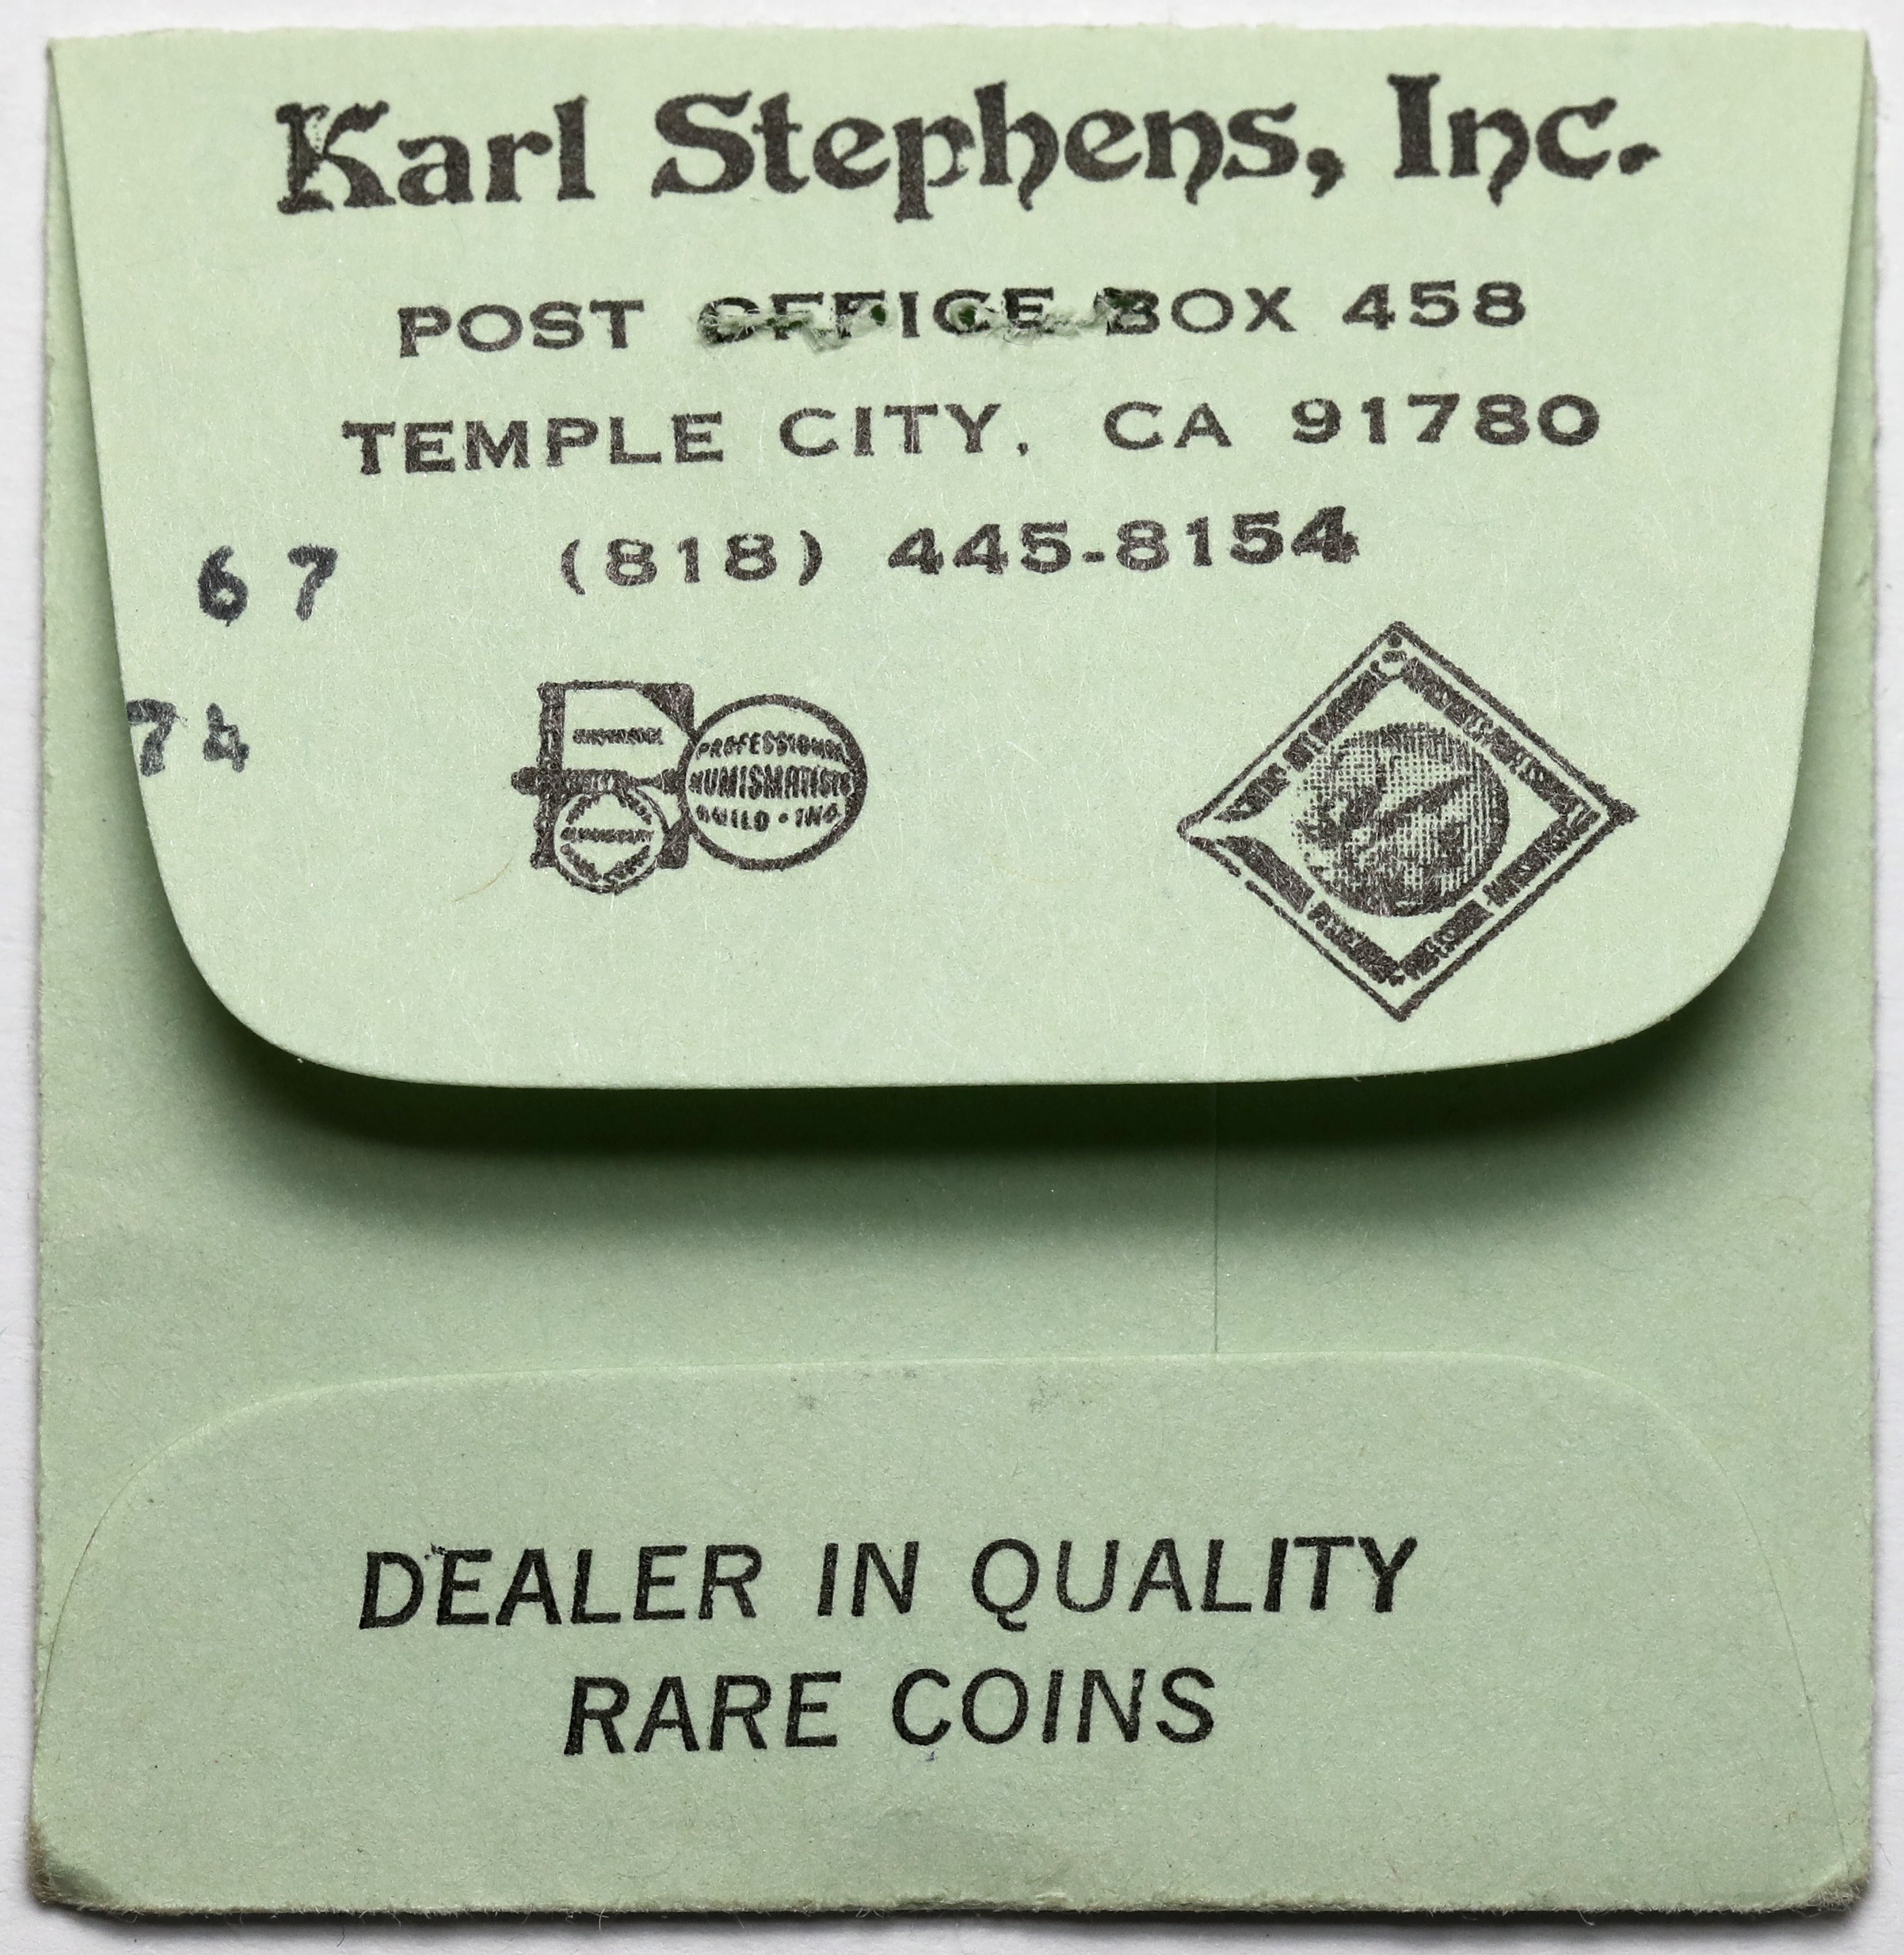 Karl Stephens, Inc.
POST OFFICE BOX 458
TEMPLE CITY, CA 91780
(818) 445-8154
67
74
PROFESSIONAL
NUMISMATISTS
GUILD • INC
DEALER IN QUALITY
RARE COINS